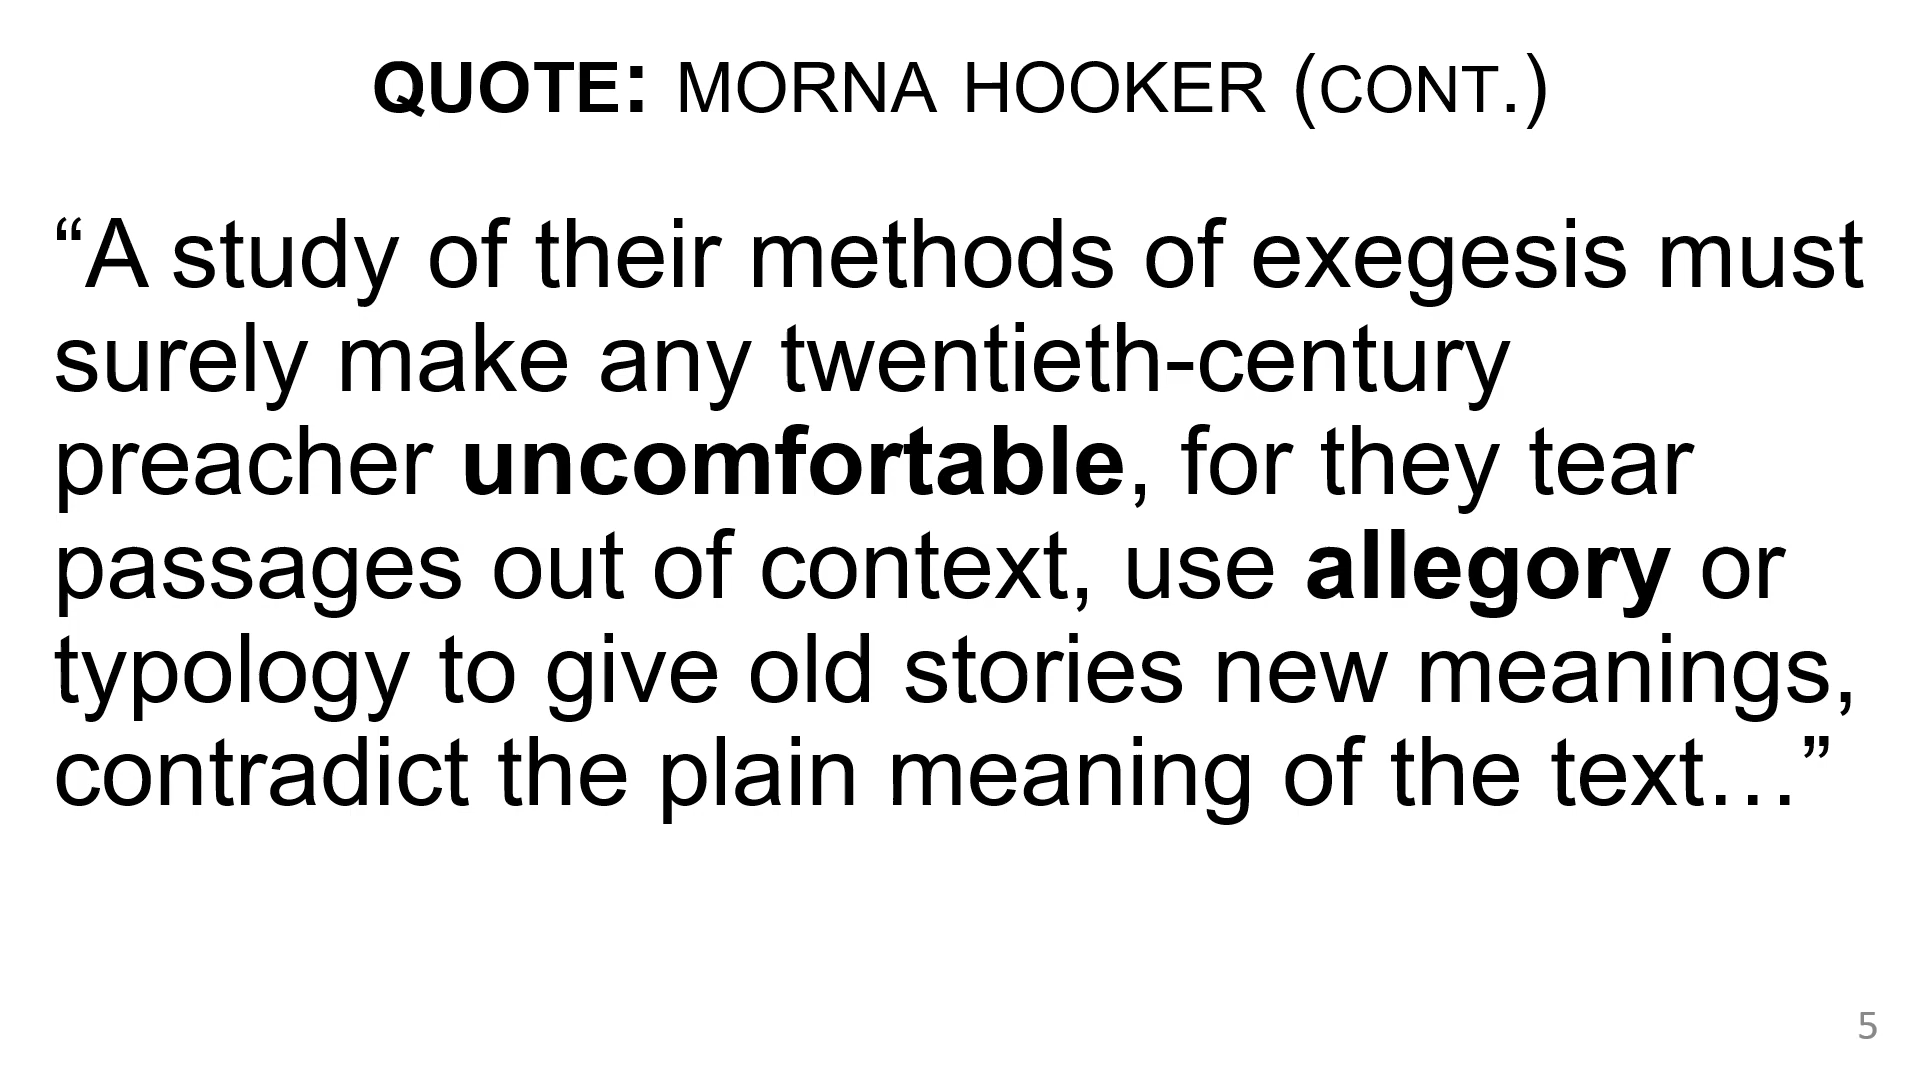 QUOTE: MORNA HOOKER (CONT.)
“A study of their methods of exegesis must
surely make any twentieth-century
preacher uncomfortable, for they tear
passages out of context, use allegory or
typology to give old stories new meanings,
contradict the plain meaning of the text…”
5